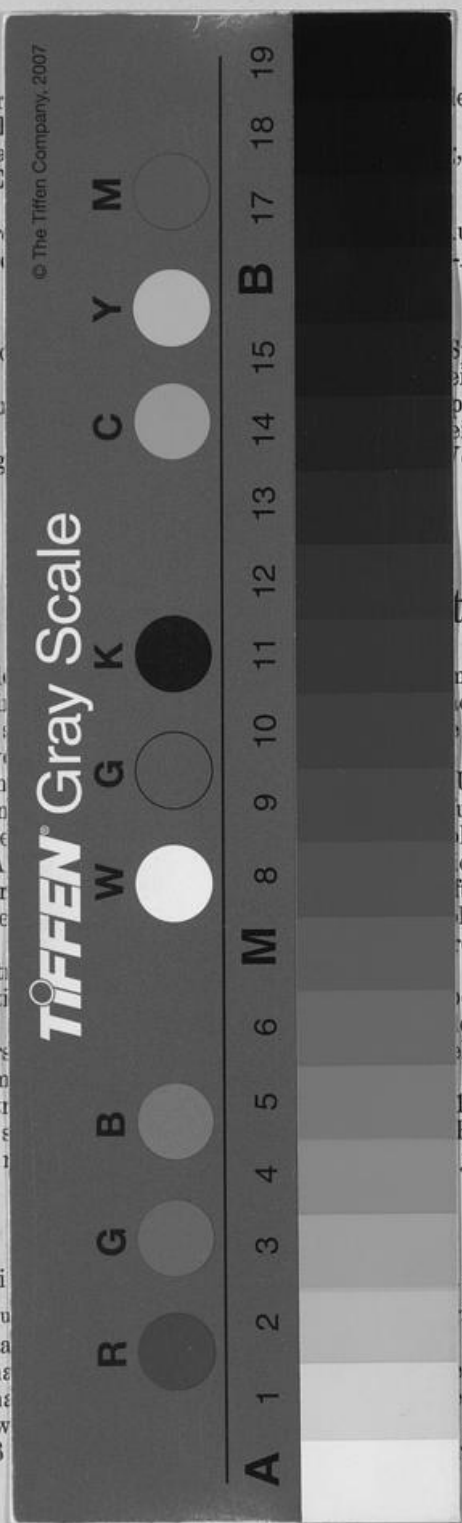 TIFFEN® Gray Scale
© The Tiffen Company, 2007
R G B W G K C Y M
A 1 2 3 4 5 6 M 8 9 10 11 12 13 14 15 B 17 18 19